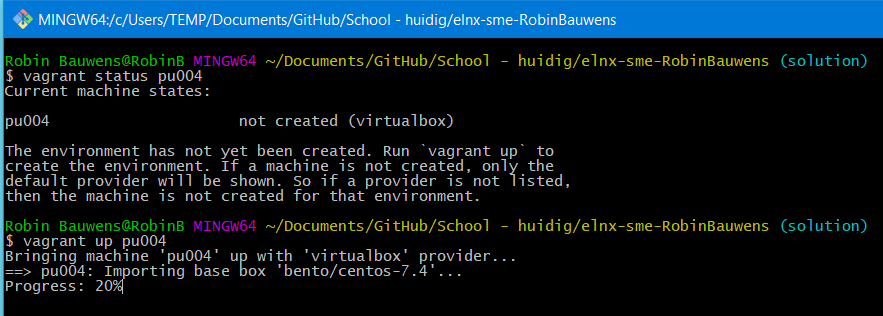 MINGW64:/c/Users/TEMP/Documents/GitHub/School - huidig/elnx-sme-RobinBauwens
Robin Bauwens@RobinB MINGW64 ~/Documents/GitHub/School - huidig/elnx-sme-RobinBauwens (solution)
$ vagrant status pu004
Current machine states:
pu004                     not created (virtualbox)
The environment has not yet been created. Run `vagrant up` to
create the environment. If a machine is not created, only the
default provider will be shown. So if a provider is not listed,
then the machine is not created for that environment.
Robin Bauwens@RobinB MINGW64 ~/Documents/GitHub/School - huidig/elnx-sme-RobinBauwens (solution)
$ vagrant up pu004
Bringing machine 'pu004' up with 'virtualbox' provider...
==> pu004: Importing base box 'bento/centos-7.4'...
Progress: 20%